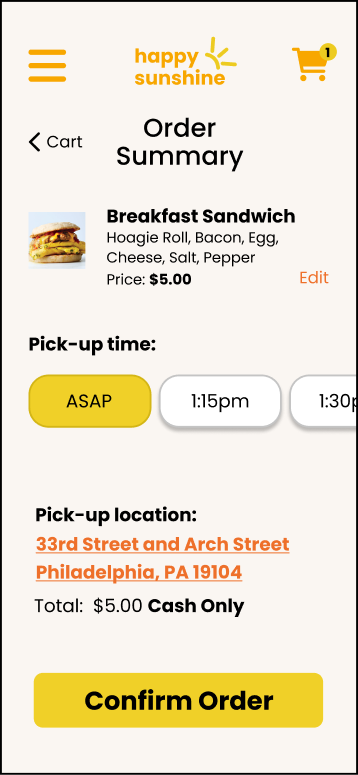 happy
sunshine
1
Cart
Order
Summary
Breakfast Sandwich
Hoagie Roll, Bacon, Egg,
Cheese, Salt, Pepper
Price: $5.00
Edit
Pick-up time:
ASAP
1:15pm
1:30p
Pick-up location:
33rd Street and Arch Street
Philadelphia, PA 19104
Total: $5.00 Cash Only
Confirm Order